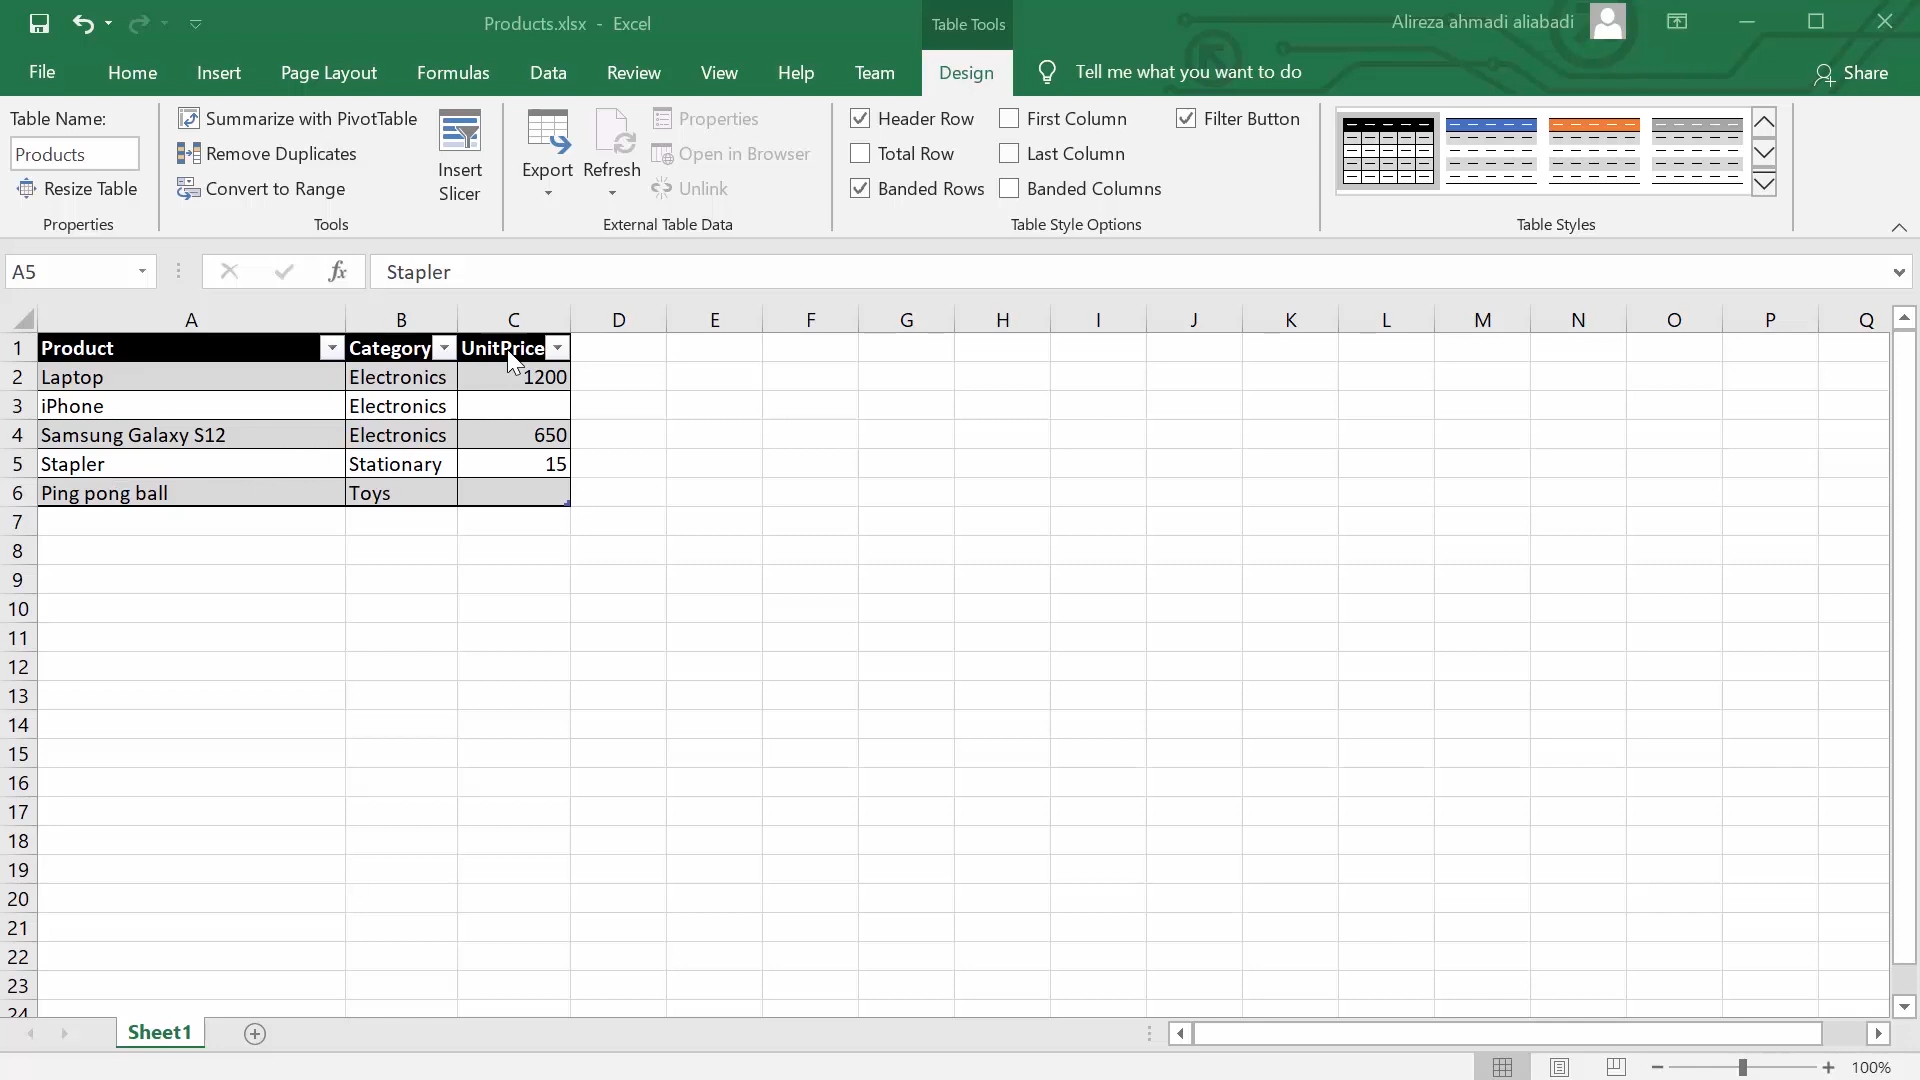 Products.xlsx - Excel
Table Tools
Alireza ahmadi aliabadi
File Home Insert Page Layout Formulas Data Review View Help Team Design Tell me what you want to do Share
Table Name:
Products
Resize Table
Properties
Summarize with PivotTable
Remove Duplicates
Convert to Range
Insert
Slicer
Tools
Export
Refresh
Properties
Open in Browser
Unlink
External Table Data
Header Row First Column Filter Button
Total Row Last Column
Banded Rows Banded Columns
Table Style Options
Table Styles
A5 fx Stapler
A B C D E F G H I J K L M N O P Q
1 Product Category UnitPrice
2 Laptop Electronics 1200
3 iPhone Electronics
4 Samsung Galaxy S12 Electronics 650
5 Stapler Stationary 15
6 Ping pong ball Toys
7
8
9
10
11
12
13
14
15
16
17
18
19
20
21
22
23
24
Sheet1
100%